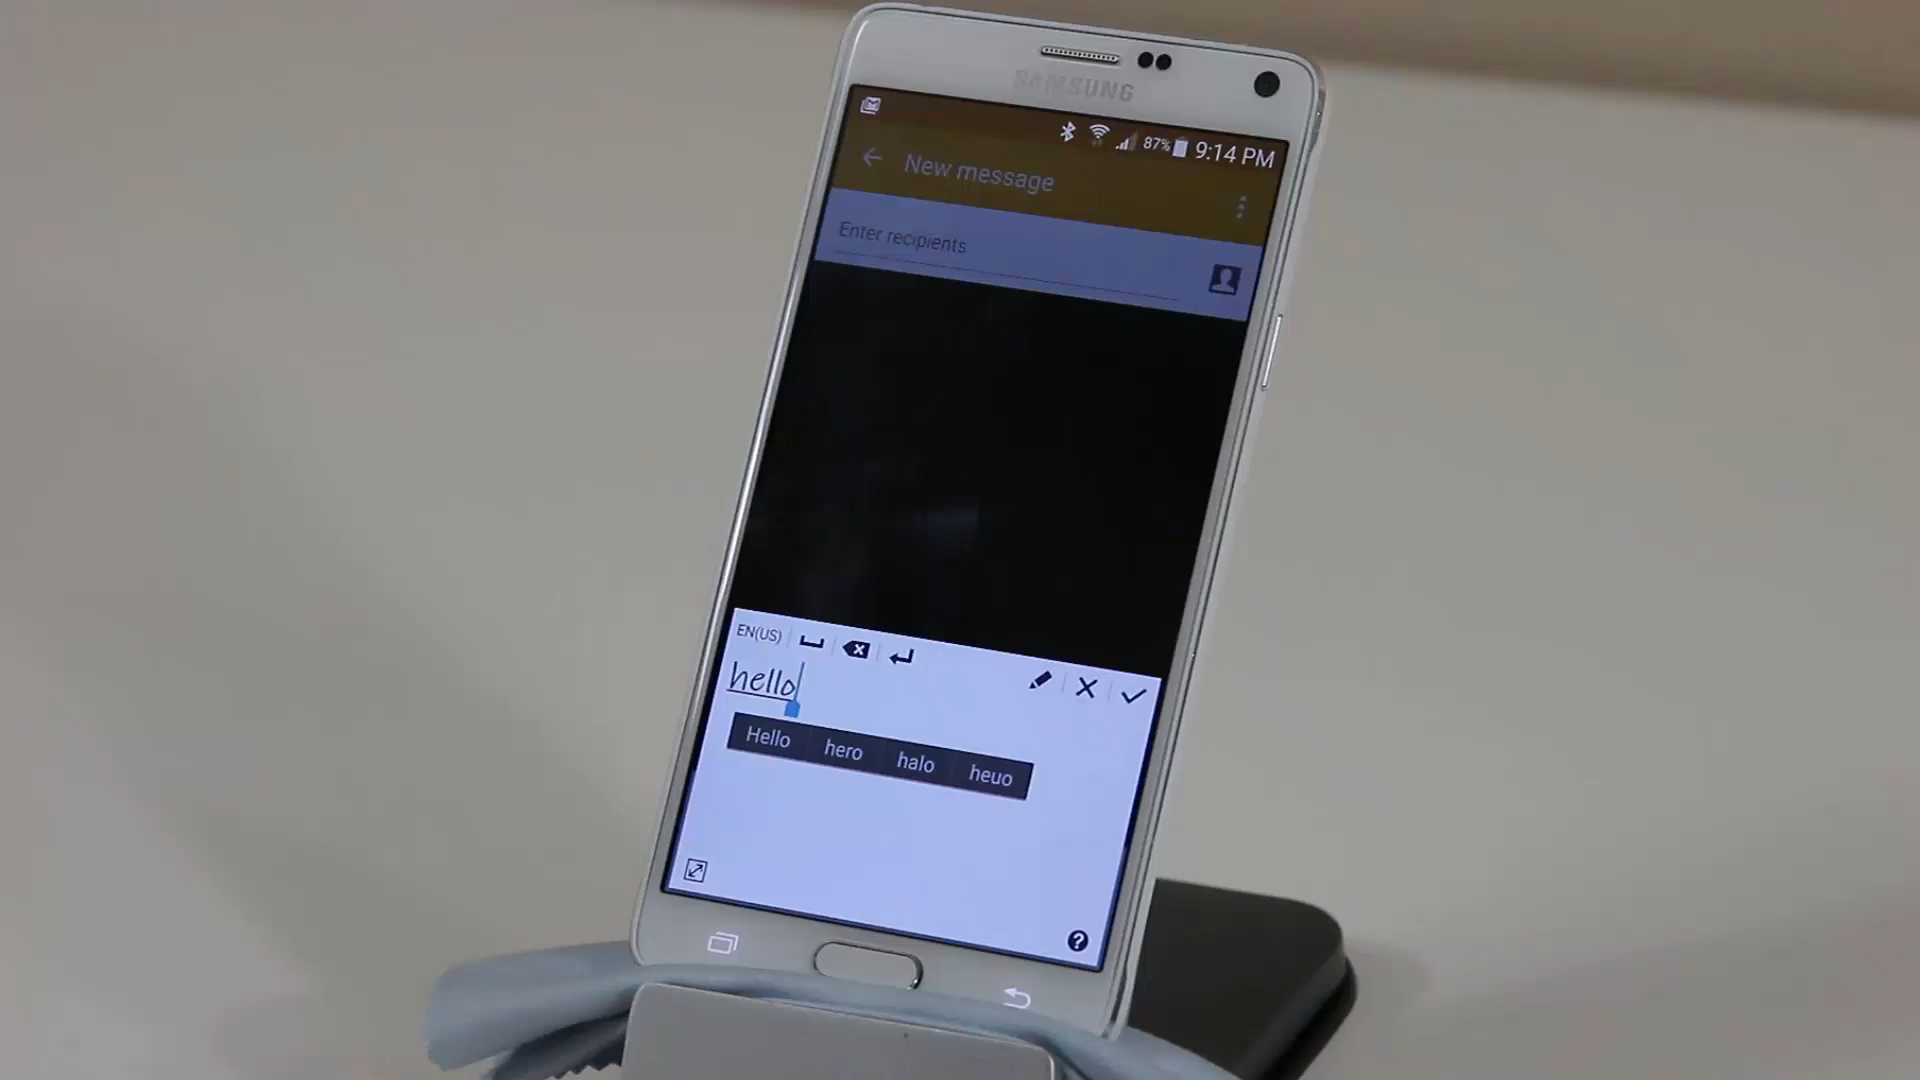 SAMSUNG
87% 9:14 PM
New message
Enter recipients
EN(US)
hello
Hello hero halo heuo
?